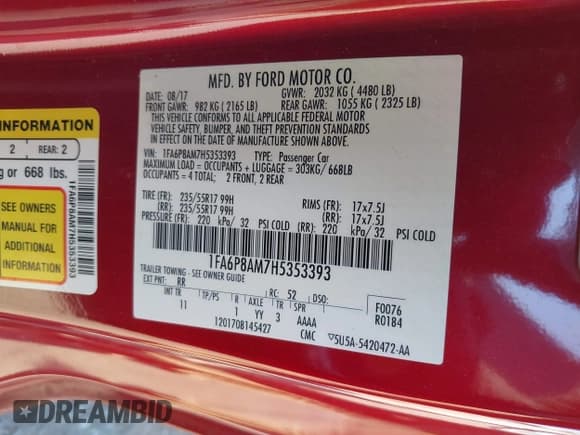 MFD. BY FORD MOTOR CO.
DATE: 08/17 GVWR: 2032 KG ( 4480 LB)
FRONT GAWR: 982 KG ( 2165 LB) REAR GAWR: 1055 KG ( 2325 LB)
THIS VEHICLE CONFORMS TO ALL APPLICABLE FEDERAL MOTOR
VEHICLE SAFETY, BUMPER, AND THEFT PREVENTION STANDARDS
IN EFFECT ON THE DATE OF MANUFACTURE SHOWN ABOVE.
VIN: 1FA6P8AM7H5353393 TYPE: Passenger Car
MAXIMUM LOAD = OCCUPANTS + LUGGAGE = 303KG/ 668LB
OCCUPANTS = 4 TOTAL; 2 FRONT, 2 REAR
TIRE (FR): 235/55R17 99H RIMS (FR): 17x7.5J
(RR): 235/55R17 99H (RR): 17x7.5J
PRESSURE (FR): 220 kPa/ 32 PSI COLD (RR): 220 kPa/ 32 PSI COLD
1FA6P8AM7H5353393
TRAILER TOWING - SEE OWNER GUIDE
EXT PNT: RR RC: 52 DSO: F0076
INT TR TP/PS R AXLE TR SPR R0184
11 1 YY 3 AAAA
1201708145427 CMC ▽5U5A-5420472-AA
INFORMATION
2 REAR: 2
g or 668 lbs.
SEE OWNERS
MANUAL FOR
ADDITIONAL
INFORMATION
1FA6P8AM7H5353393
DREAMBID